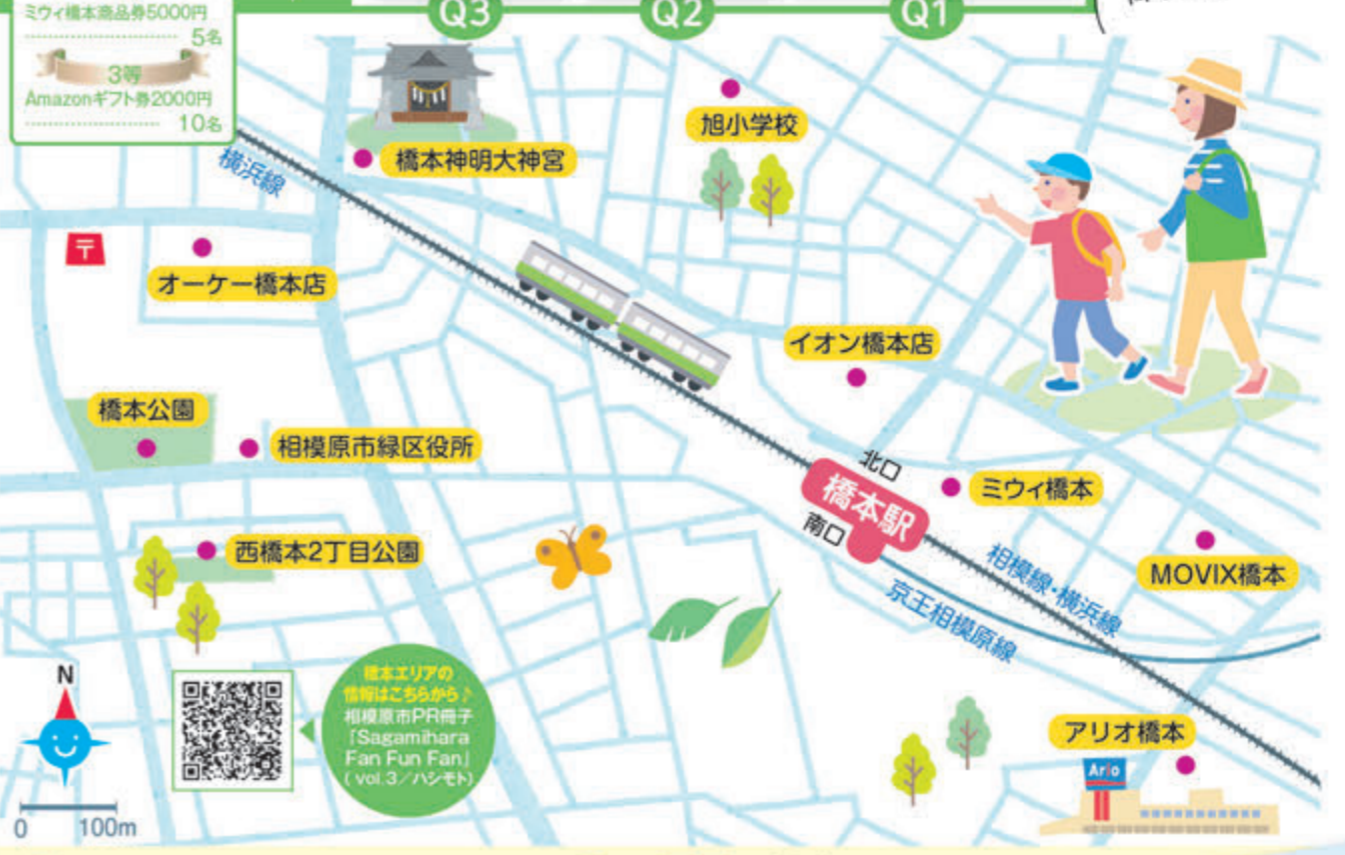 ミウィ橋本商品券5000円
5名
3等
Amazonギフト券2000円
10名
Q3
Q2
Q1
横浜線
橋本神明大神宮
旭小学校
〒
オーケー橋本店
イオン橋本店
橋本公園
相模原市緑区役所
北口
橋本駅
南口
ミウィ橋本
西橋本2丁目公園
MOVIX橋本
相模線・横浜線
京王相模原線
N
橋本エリアの
情報はこちらから♪
相模原市PR冊子
「Sagamihara
Fan Fun Fan」
(vol.3/ハシモト)
アリオ橋本
Ario
0 100m